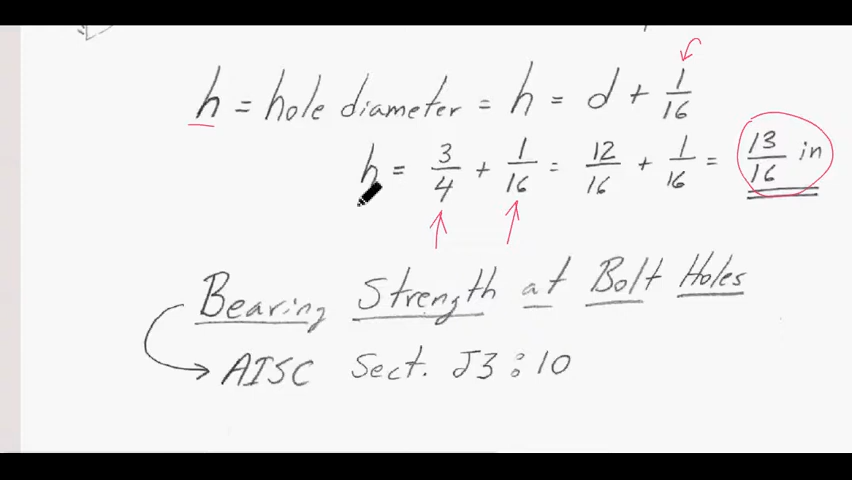 h = hole diameter = h = d + 1/16
h = 3/4 + 1/16 = 12/16 + 1/16 = 13/16 in
Bearing Strength at Bolt Holes
AISC Sect. J3:10